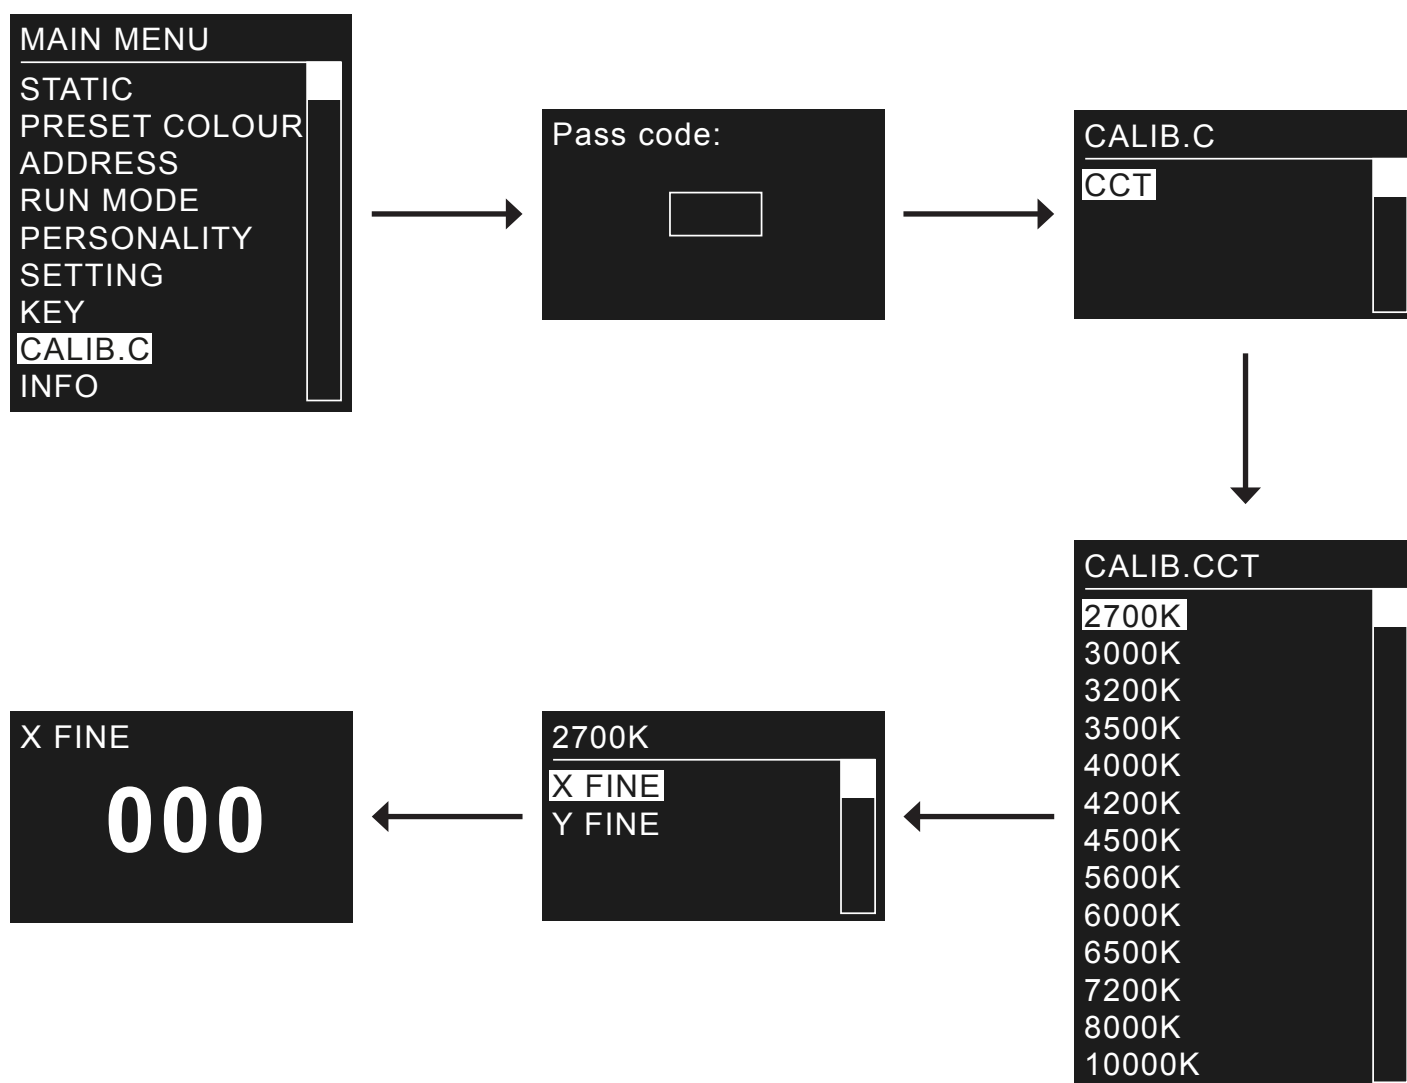 MAIN MENU
STATIC
PRESET COLOUR
ADDRESS
RUN MODE
PERSONALITY
SETTING
KEY
CALIB.C
INFO
Pass code:
CALIB.C
CCT
CALIB.CCT
2700K
3000K
3200K
3500K
4000K
4200K
4500K
5600K
6000K
6500K
7200K
8000K
10000K
2700K
X FINE
Y FINE
X FINE
000